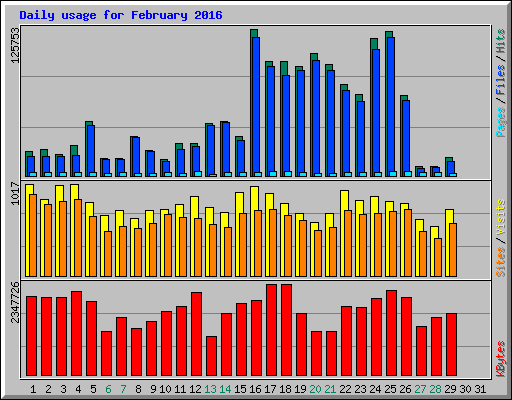 Daily usage for February 2016
125753
Pages / Files / Hits
1017
Sites / Visits
2347726
KBytes
1 2 3 4 5 6 7 8 9 10 11 12 13 14 15 16 17 18 19 20 21 22 23 24 25 26 27 28 29 30 31